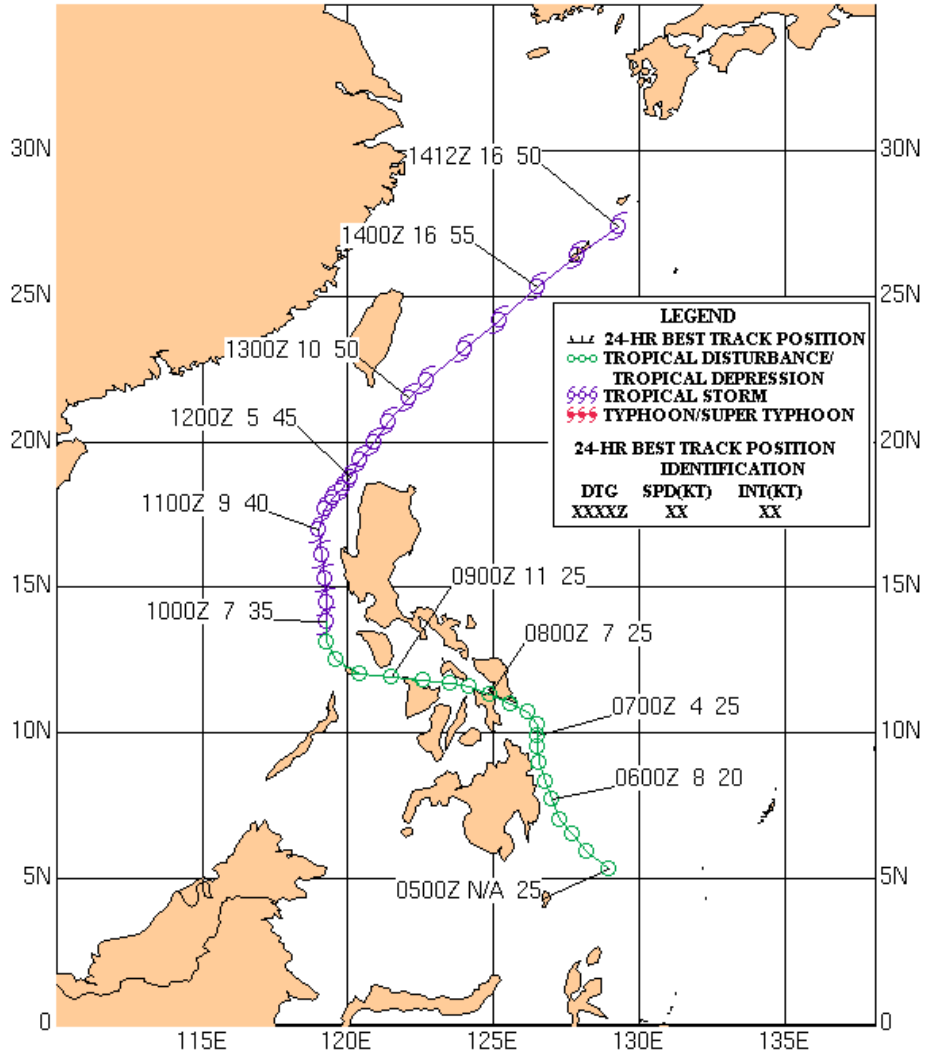 30N
30N
1412Z 16 50
1400Z 16 55
25N
25N
LEGEND
24-HR BEST TRACK POSITION
TROPICAL DISTURBANCE/
TROPICAL DEPRESSION
TROPICAL STORM
TYPHOON/SUPER TYPHOON
24-HR BEST TRACK POSITION
IDENTIFICATION
DTG SPD(KT) INT(KT)
XXXXZ XX XX
1300Z 10 50
1200Z 5 45
20N
20N
1100Z 9 40
0900Z 11 25
15N
15N
1000Z 7 35
0800Z 7 25
0700Z 4 25
10N
10N
0600Z 8 20
5N
5N
0500Z N/A 25
0
0
115E 120E 125E 130E 135E